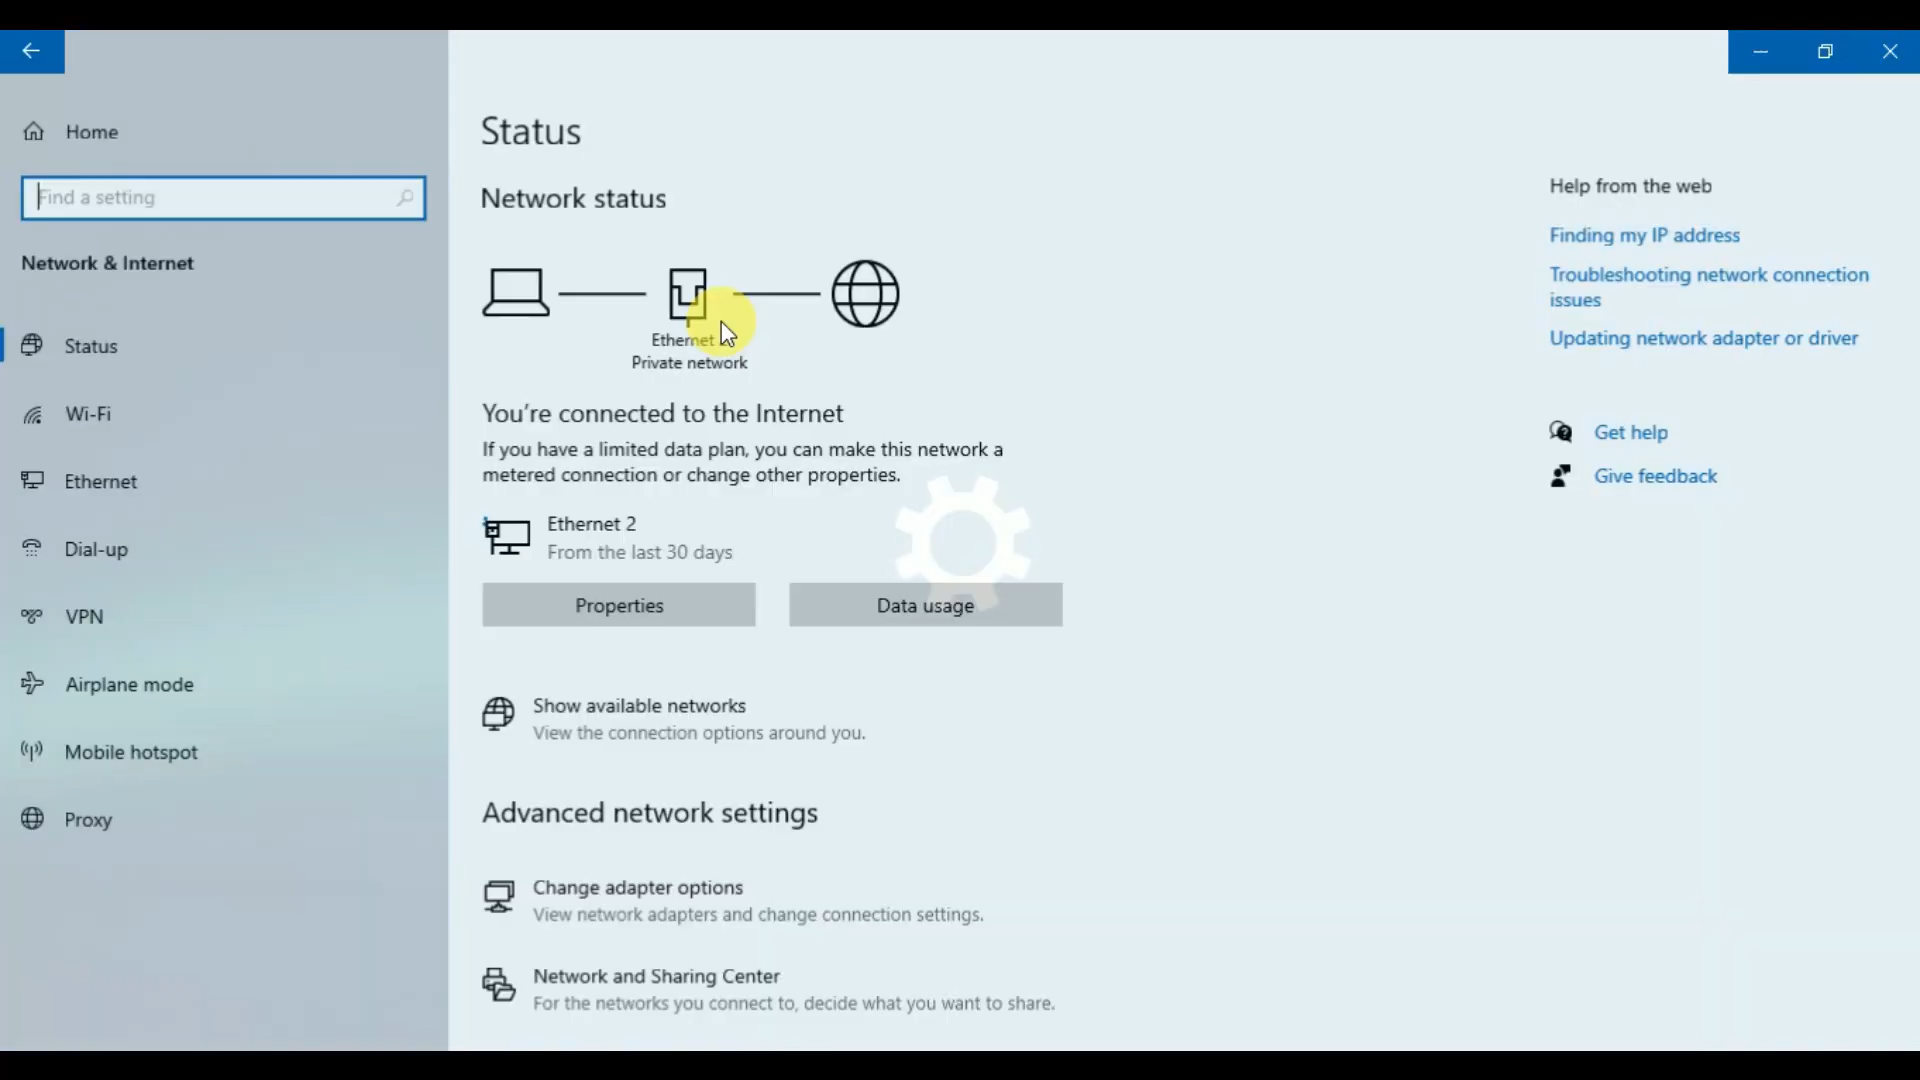 Home
Find a setting
Network & Internet
Status
Wi-Fi
Ethernet
Dial-up
VPN
Airplane mode
Mobile hotspot
Proxy
Status
Network status
Ethernet
Private network
You're connected to the Internet
If you have a limited data plan, you can make this network a
metered connection or change other properties.
Ethernet 2
From the last 30 days
Properties
Data usage
Show available networks
View the connection options around you.
Advanced network settings
Change adapter options
View network adapters and change connection settings.
Network and Sharing Center
For the networks you connect to, decide what you want to share.
Help from the web
Finding my IP address
Troubleshooting network connection
issues
Updating network adapter or driver
Get help
Give feedback